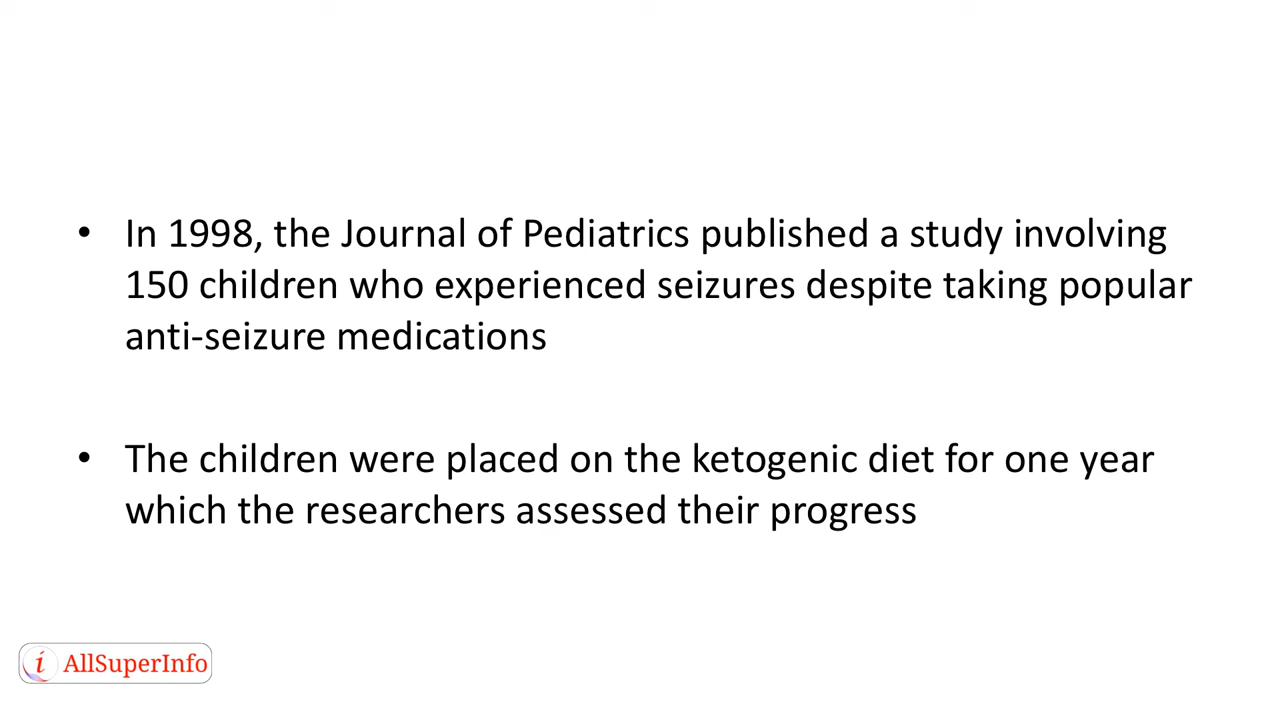 • In 1998, the Journal of Pediatrics published a study involving
150 children who experienced seizures despite taking popular
anti-seizure medications
• The children were placed on the ketogenic diet for one year
which the researchers assessed their progress
i AllSuperInfo